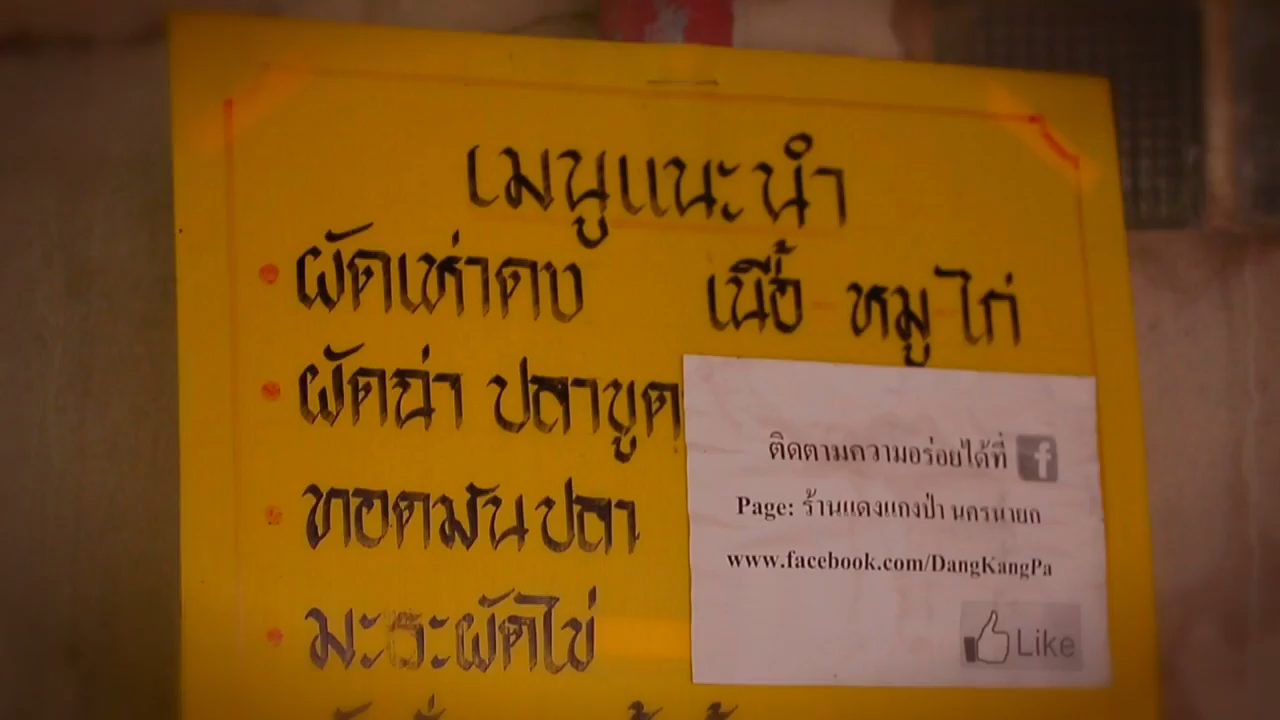 เมนูแนะนำ
ผัดเห่าดง เนื้อ หมู ไก่
ผัดฉ่า ปลาขูด
ทอดมันปลา
มะระผัดไข่
ติดตามความอร่อยได้ที่ f
Page: ร้านแดงแกงป่า นครนายก
www.facebook.com/DangKangPa
Like